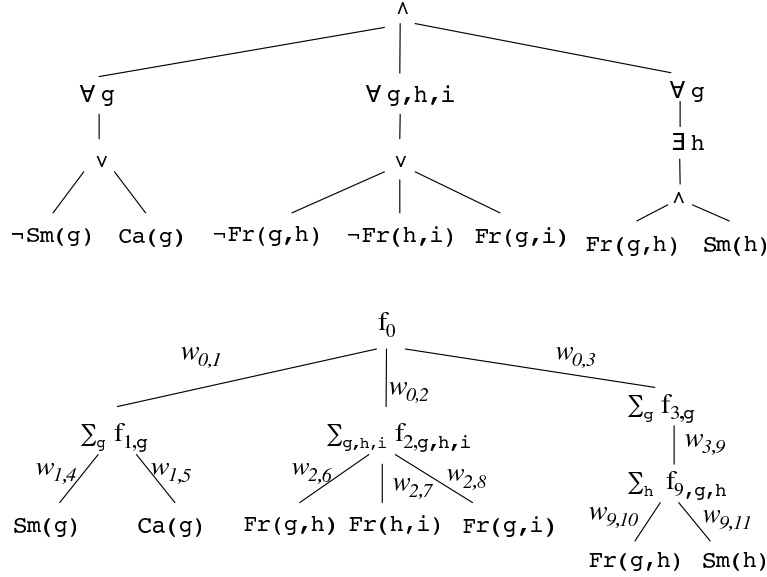 ∧
∀ g ∀ g,h,i ∀ g
∃ h
∨ ∨
∧
¬Sm(g) Ca(g) ¬Fr(g,h) ¬Fr(h,i) Fr(g,i)
Fr(g,h) Sm(h)
f0
w0,1 w0,3
w0,2
Σg f1,g Σg,h,i f2,g,h,i Σg f3,g
w3,9
w1,4 w1,5 w2,6 w2,7 w2,8
Σh f9,g,h
Sm(g) Ca(g) Fr(g,h) Fr(h,i) Fr(g,i)
w9,10 w9,11
Fr(g,h) Sm(h)